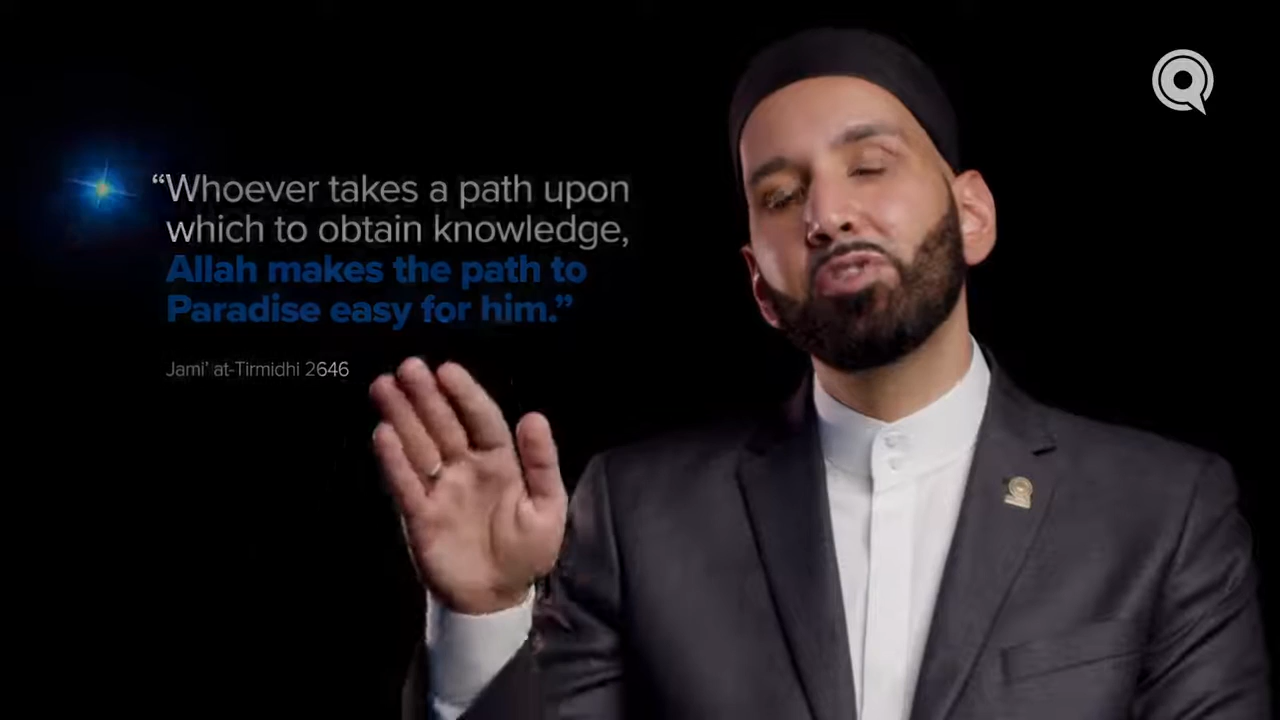 “Whoever takes a path upon
which to obtain knowledge,
Allah makes the path to
Paradise easy for him.”
Jami’ at-Tirmidhi 2646